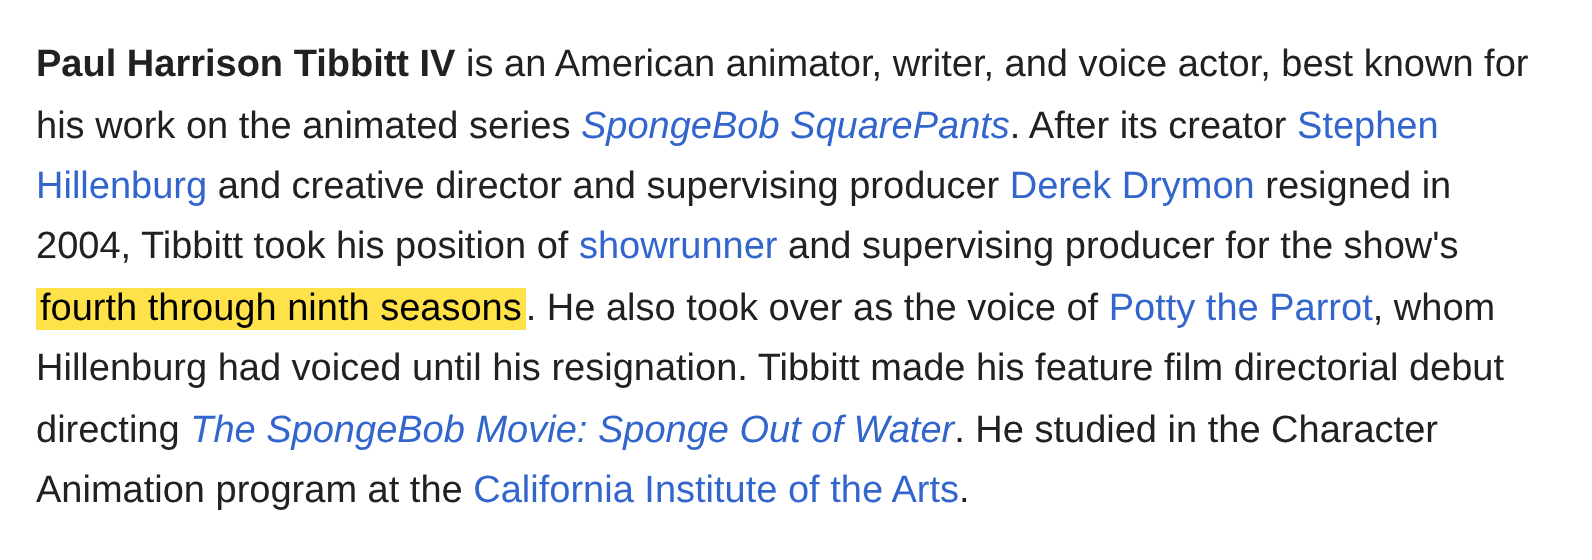 Paul Harrison Tibbitt IV is an American animator, writer, and voice actor, best known for
his work on the animated series SpongeBob SquarePants. After its creator Stephen
Hillenburg and creative director and supervising producer Derek Drymon resigned in
2004, Tibbitt took his position of showrunner and supervising producer for the show's
fourth through ninth seasons. He also took over as the voice of Potty the Parrot, whom
Hillenburg had voiced until his resignation. Tibbitt made his feature film directorial debut
directing The SpongeBob Movie: Sponge Out of Water. He studied in the Character
Animation program at the California Institute of the Arts.